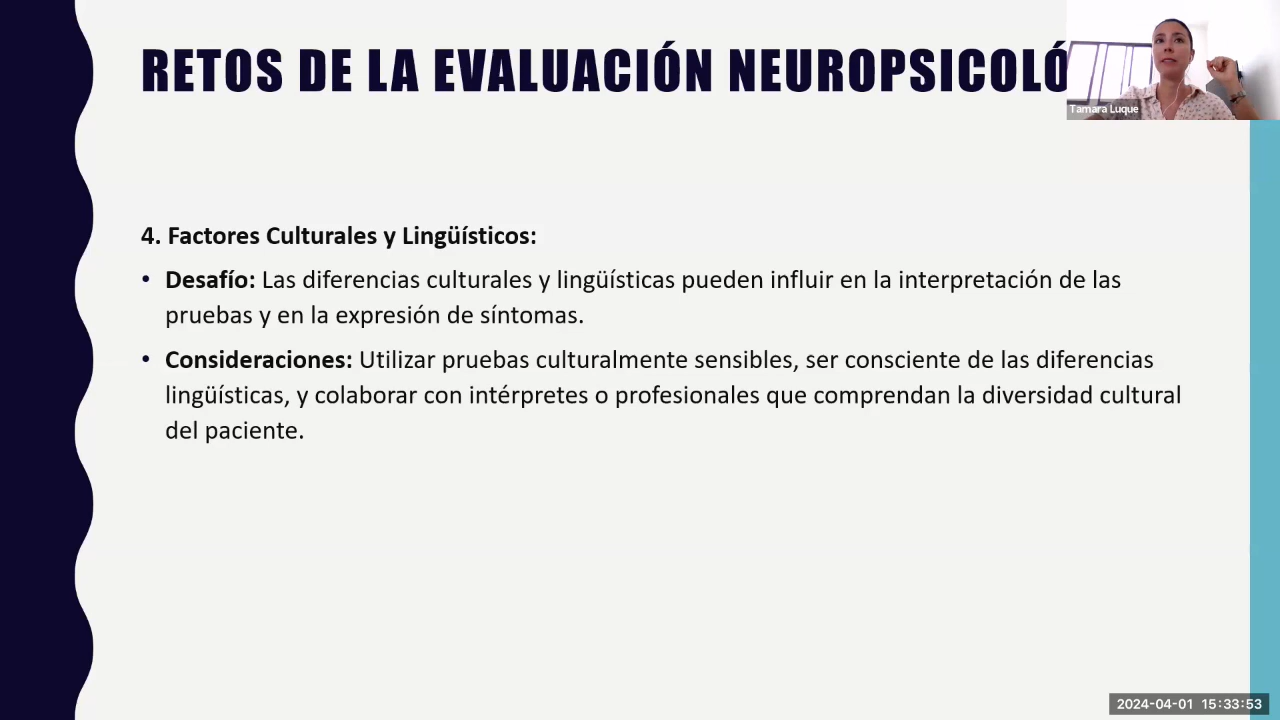 RETOS DE LA EVALUACIÓN NEUROPSICOLÓ
Tamara Luque
4. Factores Culturales y Lingüísticos:
• Desafío: Las diferencias culturales y lingüísticas pueden influir en la interpretación de las
pruebas y en la expresión de síntomas.
• Consideraciones: Utilizar pruebas culturalmente sensibles, ser consciente de las diferencias
lingüísticas, y colaborar con intérpretes o profesionales que comprendan la diversidad cultural
del paciente.
2024-04-01 15:33:53